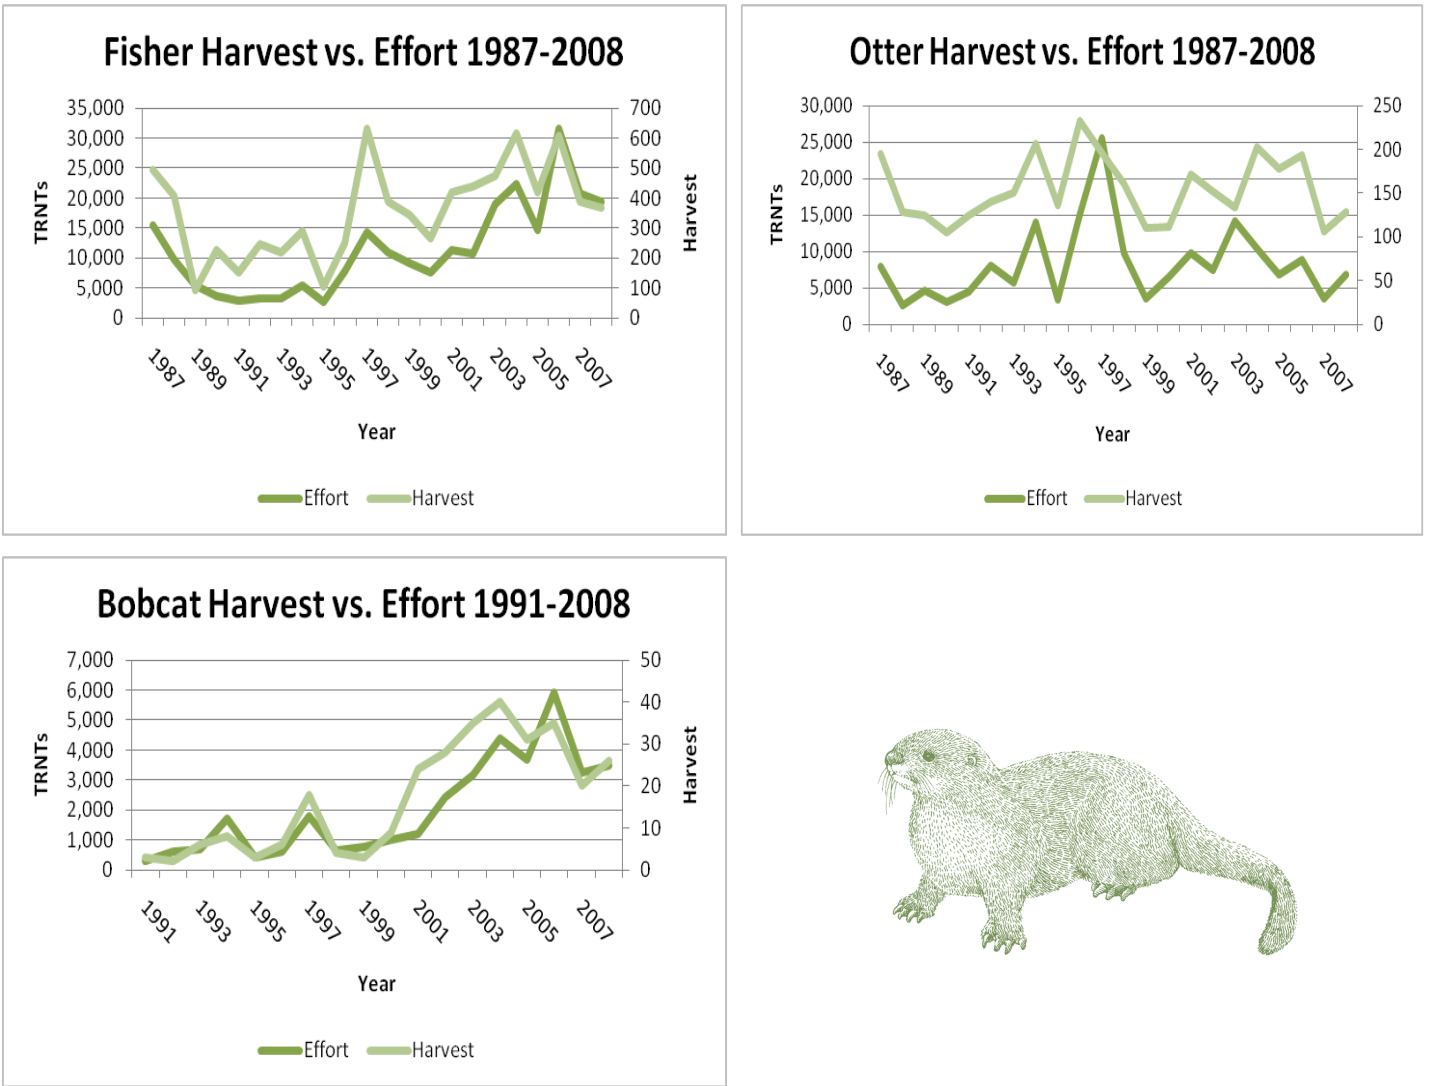 Fisher Harvest vs. Effort 1987-2008
35,000 700
30,000 600
25,000 500
20,000 400
15,000 300
10,000 200
5,000 100
0 0
TRNTs
Harvest
1987 1989 1991 1993 1995 1997 1999 2001 2003 2005 2007
Year
Effort Harvest
Otter Harvest vs. Effort 1987-2008
30,000 250
25,000 200
20,000 150
15,000 100
10,000 50
5,000 0
0
TRNTs
1987 1989 1991 1993 1995 1997 1999 2001 2003 2005 2007
Year
Effort Harvest
Bobcat Harvest vs. Effort 1991-2008
7,000 50
6,000 40
5,000 30
4,000 20
3,000 10
2,000 0
1,000
0
TRNTs
Harvest
1991 1993 1995 1997 1999 2001 2003 2005 2007
Year
Effort Harvest